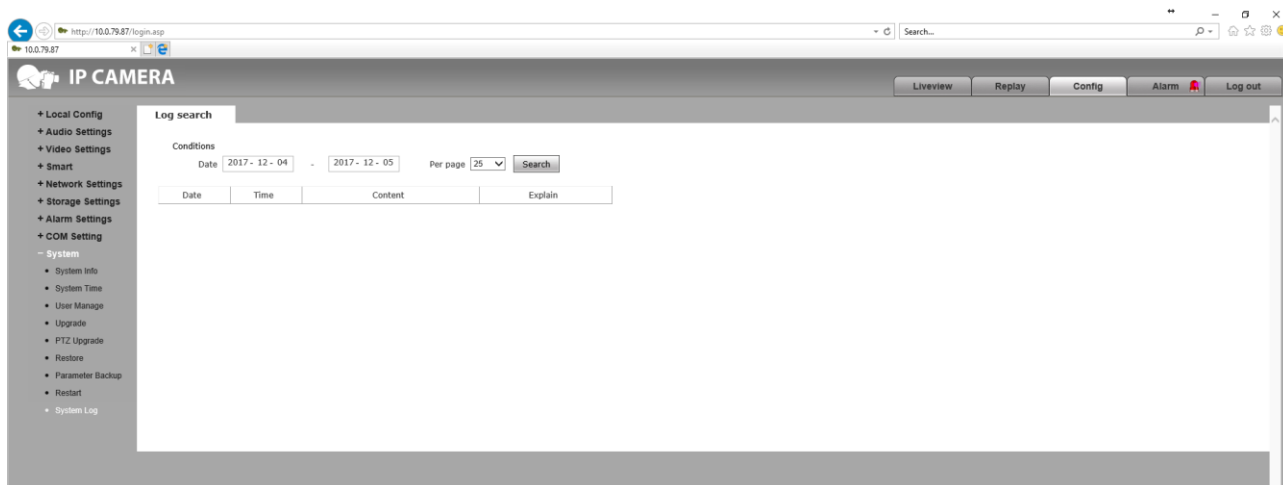 http://10.0.79.87/login.asp
Search...
10.0.79.87
IP CAMERA
Liveview Replay Config Alarm Log out
+ Local Config
+ Audio Settings
+ Video Settings
+ Smart
+ Network Settings
+ Storage Settings
+ Alarm Settings
+ COM Setting
− System
• System Info
• System Time
• User Manage
• Upgrade
• PTZ Upgrade
• Restore
• Parameter Backup
• Restart
• System Log
Log search
Conditions
Date 2017 - 12 - 04 - 2017 - 12 - 05 Per page 25 Search
Date Time Content Explain